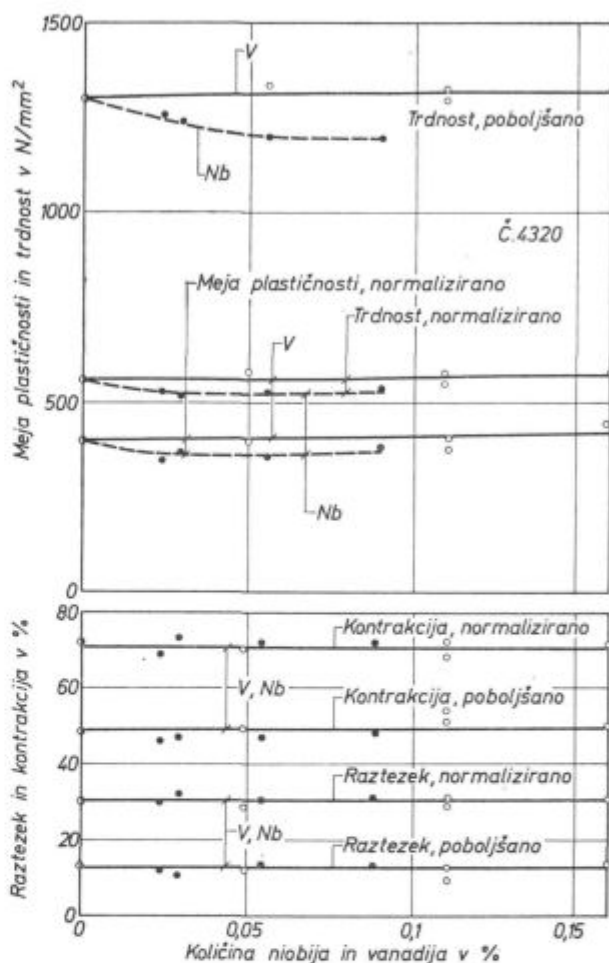 1500
V
Trdnost, poboljšano
Nb
1000
Č.4320
Meja plastičnosti, normalizirano
Trdnost, normalizirano
V
500
Nb
0
Meja plastičnosti in trdnost v N/mm²
80
Kontrakcija, normalizirano
60
V, Nb
Kontrakcija, poboljšano
40
Raztezek, normalizirano
20
V, Nb
Raztezek, poboljšano
0
Raztezek in kontrakcija v %
0 0,05 0,1 0,15
Količina niobija in vanadija v %